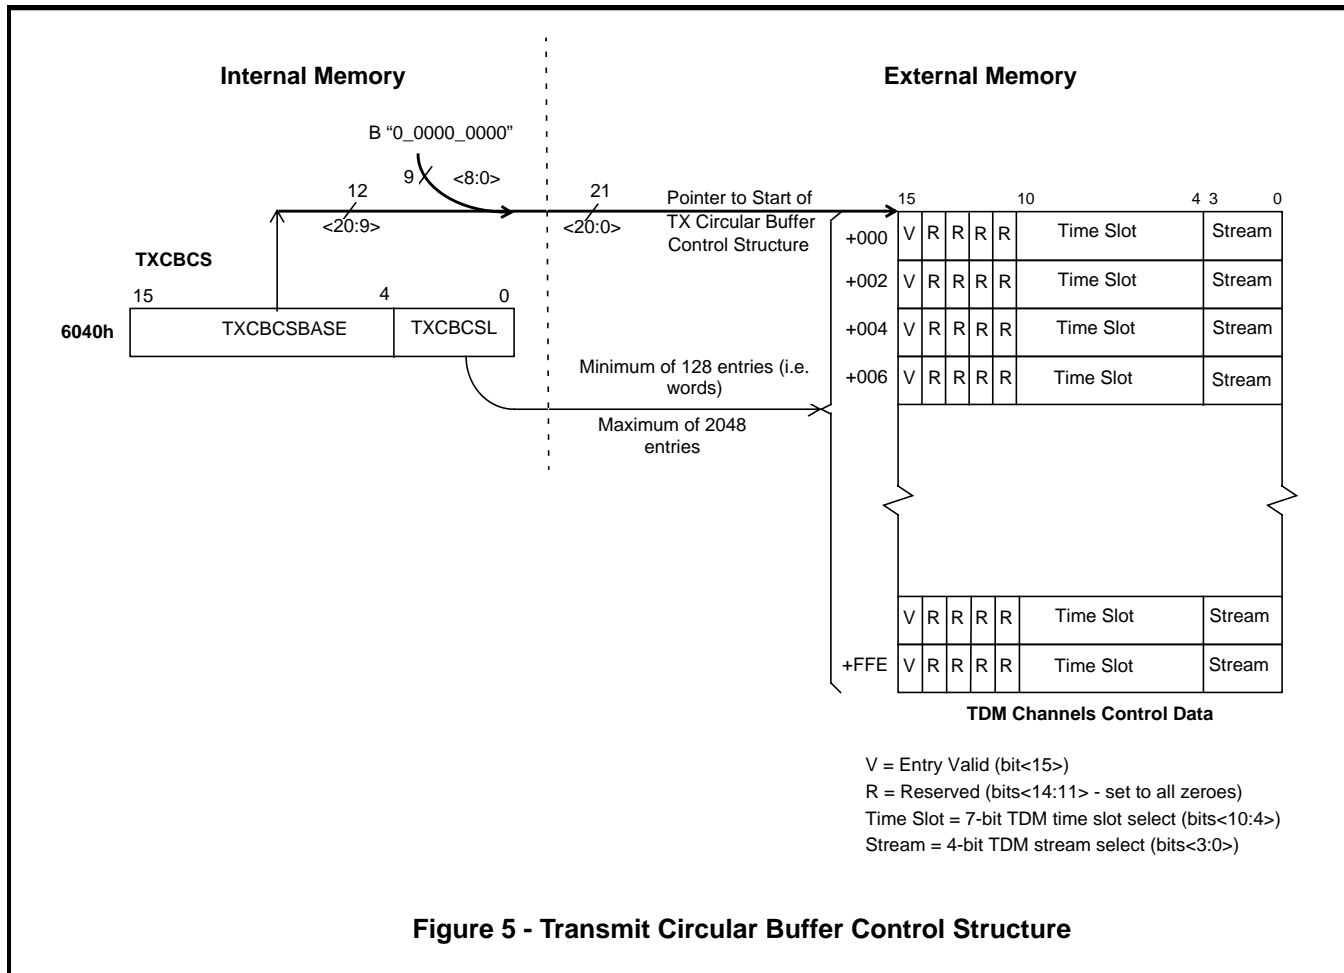 Internal Memory
External Memory
B “0_0000_0000”
9
<8:0>
12
<20:9>
21
<20:0>
Pointer to Start of
TX Circular Buffer
Control Structure
15
10
4
3
0
+000
V
R
R
R
R
Time Slot
Stream
+002
V
R
R
R
R
Time Slot
Stream
+004
V
R
R
R
R
Time Slot
Stream
+006
V
R
R
R
R
Time Slot
Stream
TXCBCS
15
4
0
6040h
TXCBCSBASE
TXCBCSL
Minimum of 128 entries (i.e.
words)
Maximum of 2048
entries
V
R
R
R
R
Time Slot
Stream
+FFE
V
R
R
R
R
Time Slot
Stream
TDM Channels Control Data
V = Entry Valid (bit<15>)
R = Reserved (bits<14:11> - set to all zeroes)
Time Slot = 7-bit TDM time slot select (bits<10:4>)
Stream = 4-bit TDM stream select (bits<3:0>)
Figure 5 - Transmit Circular Buffer Control Structure